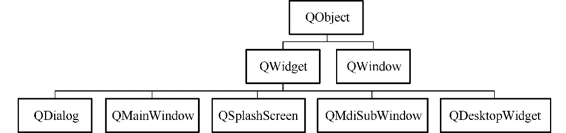 QObject
QWidget
QWindow
QDialog
QMainWindow
QSplashScreen
QMdiSubWindow
QDesktopWidget